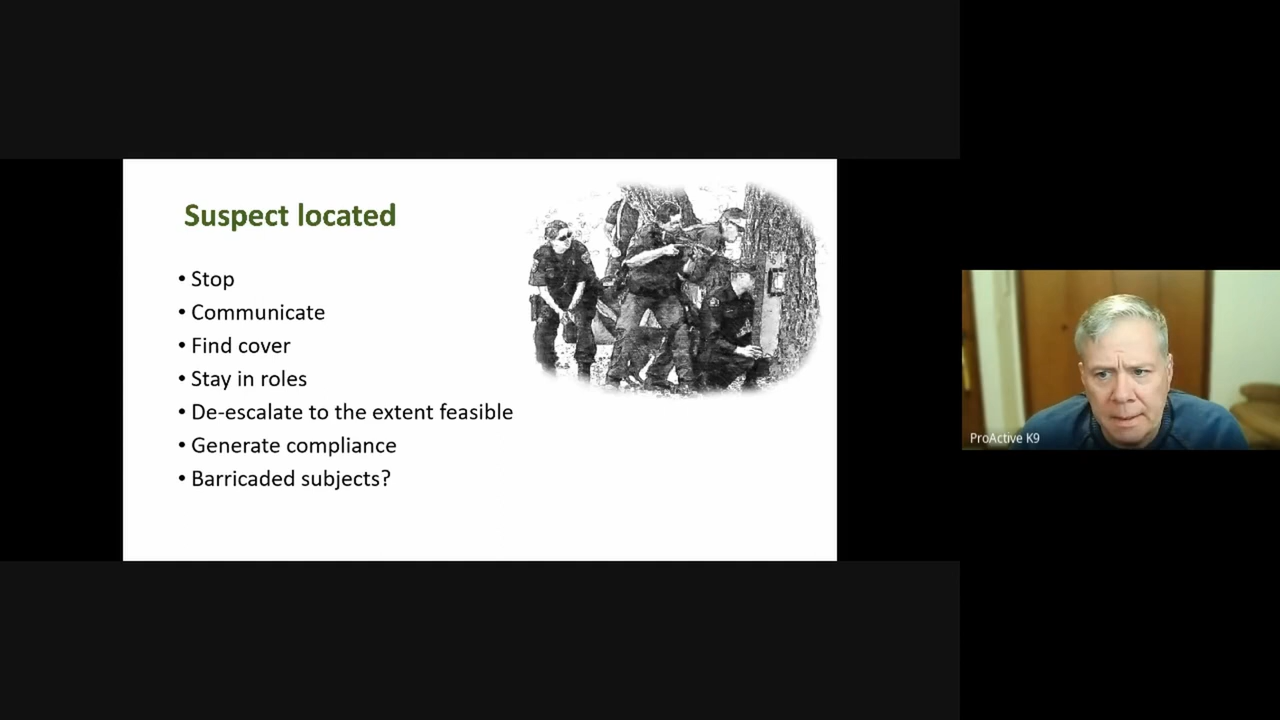 Suspect located
• Stop
• Communicate
• Find cover
• Stay in roles
• De-escalate to the extent feasible
• Generate compliance
• Barricaded subjects?
ProActive K9